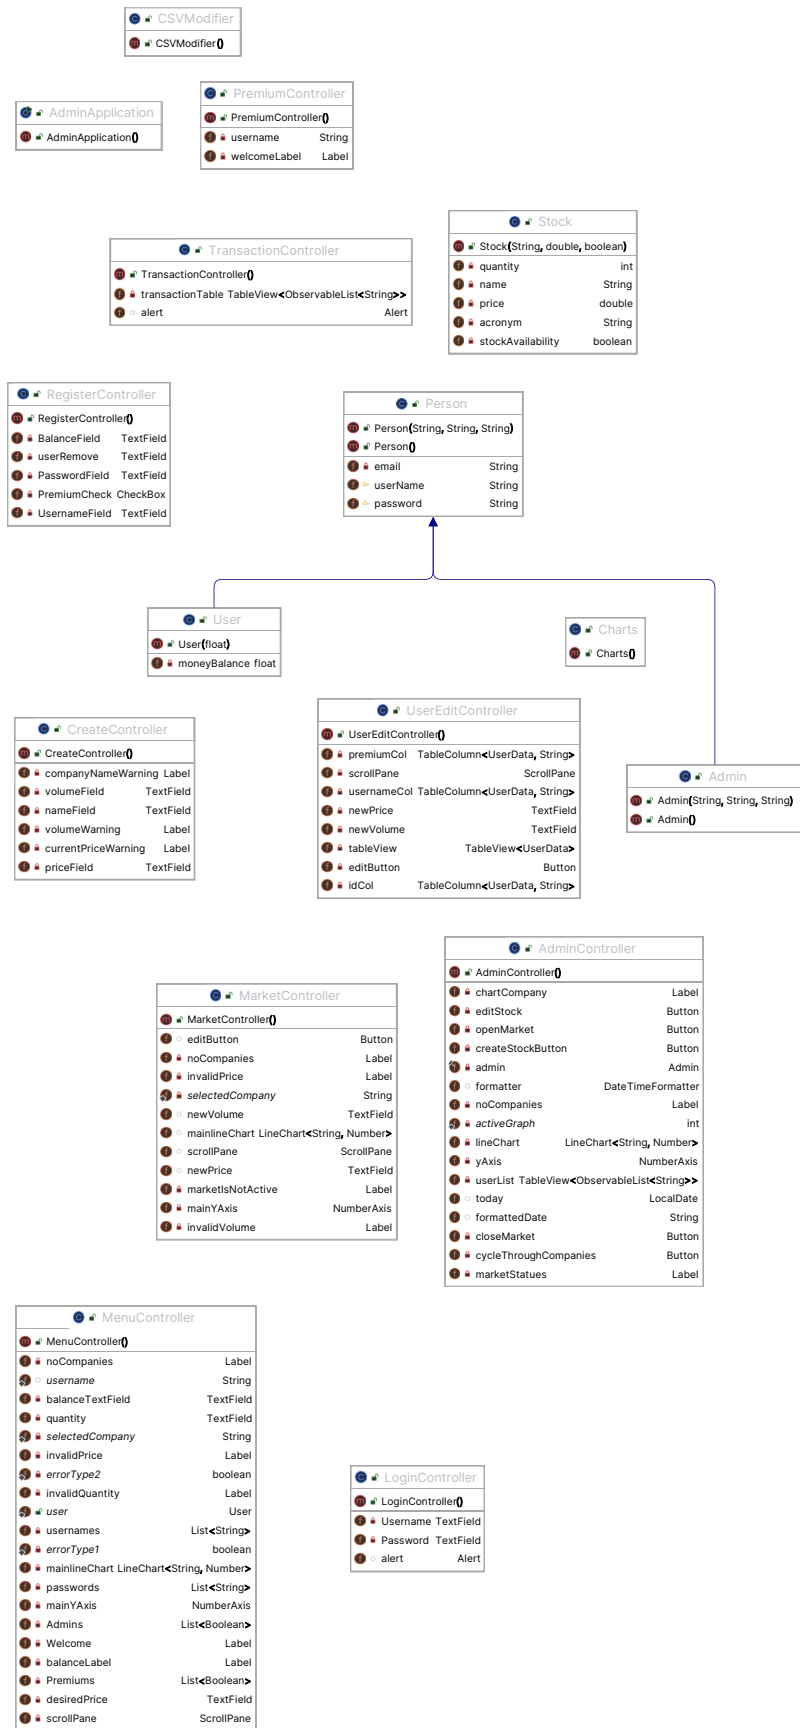 CSVModifier
CSVModifier()
PremiumController
PremiumController()
username String
welcomeLabel Label
AdminApplication
AdminApplication()
Stock
Stock(String, double, boolean)
quantity int
name String
price double
acronym String
stockAvailability boolean
TransactionController
TransactionController()
transactionTable TableView<ObservableList<String>>
alert Alert
RegisterController
RegisterController()
BalanceField TextField
userRemove TextField
PasswordField TextField
PremiumCheck CheckBox
UsernameField TextField
Person
Person(String, String, String)
Person()
email String
userName String
password String
User
User(float)
moneyBalance float
Charts
Charts()
CreateController
CreateController()
companyNameWarning Label
volumeField TextField
nameField TextField
volumeWarning Label
currentPriceWarning Label
priceField TextField
UserEditController
UserEditController()
premiumCol TableColumn<UserData, String>
scrollPane ScrollPane
usernameCol TableColumn<UserData, String>
newPrice TextField
newVolume TextField
tableView TableView<UserData>
editButton Button
idCol TableColumn<UserData, String>
Admin
Admin(String, String, String)
Admin()
AdminController
AdminController()
chartCompany Label
editStock Button
openMarket Button
createStockButton Button
admin Admin
formatter DateTimeFormatter
noCompanies Label
activeGraph int
lineChart LineChart<String, Number>
yAxis NumberAxis
userList TableView<ObservableList<String>>
today LocalDate
formattedDate String
closeMarket Button
cycleThroughCompanies Button
marketStatues Label
MarketController
MarketController()
editButton Button
noCompanies Label
invalidPrice Label
selectedCompany String
newVolume TextField
mainlineChart LineChart<String, Number>
scrollPane ScrollPane
newPrice TextField
marketIsNotActive Label
mainYAxis NumberAxis
invalidVolume Label
MenuController
MenuController()
noCompanies Label
username String
balanceTextField TextField
quantity TextField
selectedCompany String
invalidPrice Label
errorType2 boolean
invalidQuantity Label
user User
usernames List<String>
errorType1 boolean
mainlineChart LineChart<String, Number>
passwords List<String>
mainYAxis NumberAxis
Admins List<Boolean>
Welcome Label
balanceLabel Label
Premiums List<Boolean>
desiredPrice TextField
scrollPane ScrollPane
LoginController
LoginController()
Username TextField
Password TextField
alert Alert